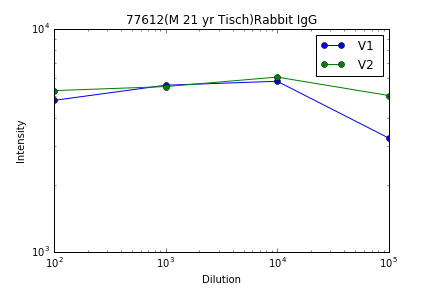 77612(M 21 yr Tisch)Rabbit IgG
10^4
V1
V2
Intensity
10^3
10^2
10^3
10^4
10^5
Dilution